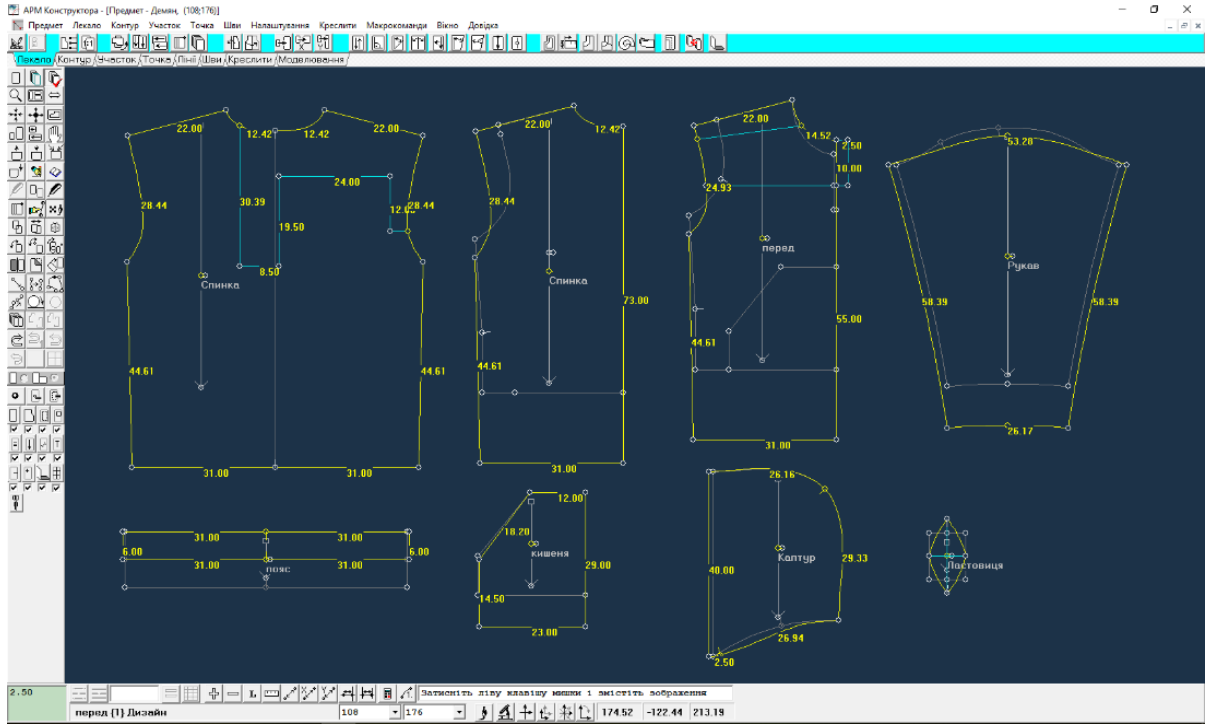 АРМ Конструктора - [Предмет - Демян, (108;176)]
Предмет Лекало Контур Участок Точка Шви Налаштування Креслити Макрокоманди Вікно Довідка
Лекало Контур Участок Точка Лінії Шви Креслити Моделювання
22.00 12.42 12.42 22.00
24.00
28.44 30.39 12.00 28.44
19.50
8.50
Спинка
44.61 44.61
31.00 31.00
22.00 12.42
28.44
Спинка
73.00
44.61
31.00
22.00
14.52 2.50
10.00
24.93
перед
55.00
44.61
31.00
53.28
Рукав
58.39 58.39
26.17
31.00 31.00
6.00 6.00
31.00 31.00
пояс
12.00
18.20
кишеня
29.00
14.50
23.00
26.16
Каптур 29.33
40.00
26.94
2.50
Ластовиця
2.50
Затисніть ліву клавішу мишки і змістіть зображення
перед {1} Дизайн 108 176 174.52 -122.44 213.19